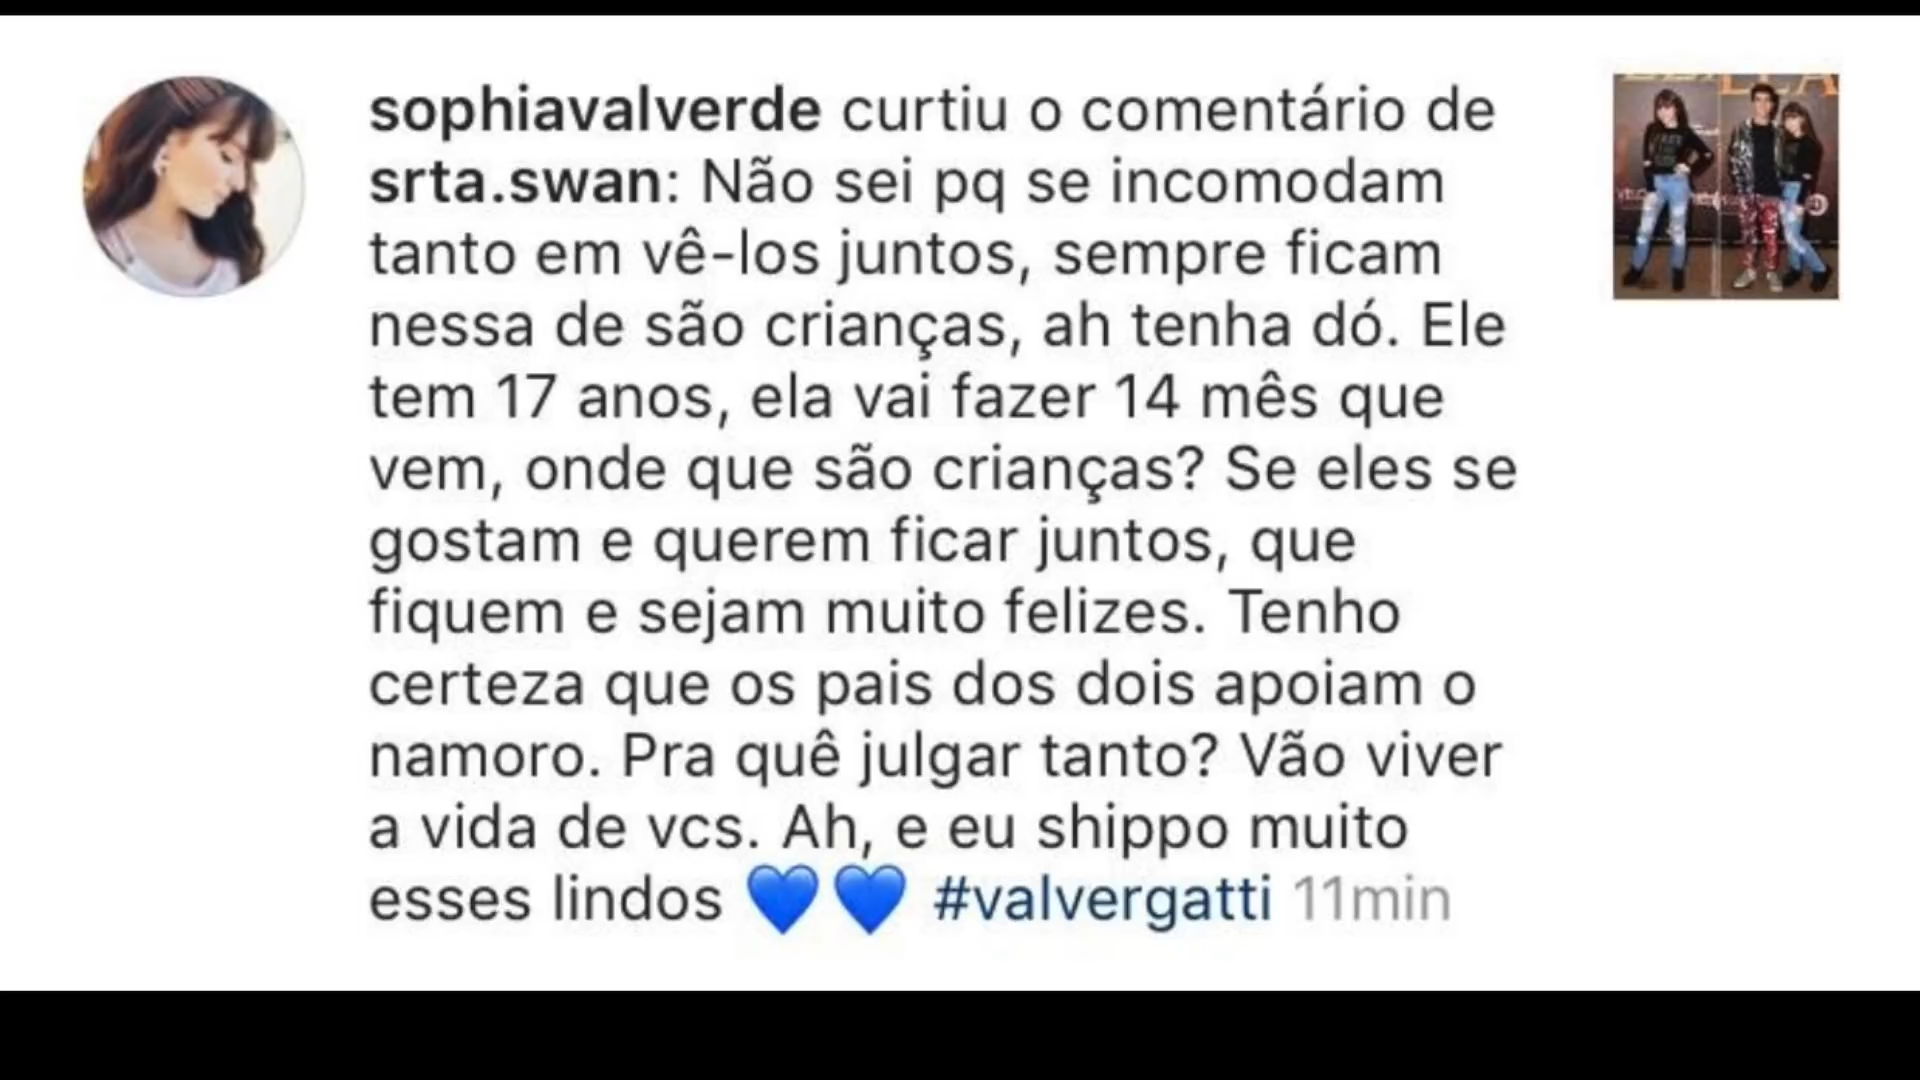 sophiavalverde curtiu o comentário de
srta.swan: Não sei pq se incomodam
tanto em vê-los juntos, sempre ficam
nessa de são crianças, ah tenha dó. Ele
tem 17 anos, ela vai fazer 14 mês que
vem, onde que são crianças? Se eles se
gostam e querem ficar juntos, que
fiquem e sejam muito felizes. Tenho
certeza que os pais dos dois apoiam o
namoro. Pra quê julgar tanto? Vão viver
a vida de vcs. Ah, e eu shippo muito
esses lindos 💙💙 #valvergatti 11min